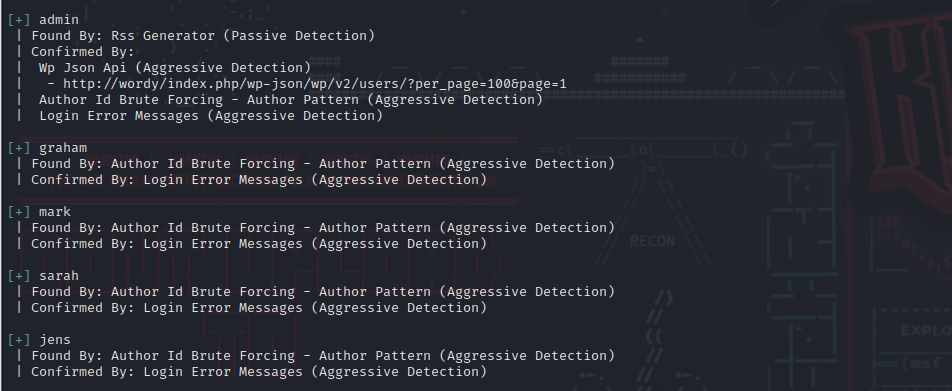 [+] admin
| Found By: Rss Generator (Passive Detection)
| Confirmed By:
|  Wp Json Api (Aggressive Detection)
|   - http://wordy/index.php/wp-json/wp/v2/users/?per_page=100&page=1
|  Author Id Brute Forcing - Author Pattern (Aggressive Detection)
|  Login Error Messages (Aggressive Detection)
[+] graham
| Found By: Author Id Brute Forcing - Author Pattern (Aggressive Detection)
| Confirmed By: Login Error Messages (Aggressive Detection)
[+] mark
| Found By: Author Id Brute Forcing - Author Pattern (Aggressive Detection)
| Confirmed By: Login Error Messages (Aggressive Detection)
RECON
[+] sarah
| Found By: Author Id Brute Forcing - Author Pattern (Aggressive Detection)
| Confirmed By: Login Error Messages (Aggressive Detection)
[+] jens
| Found By: Author Id Brute Forcing - Author Pattern (Aggressive Detection)
| Confirmed By: Login Error Messages (Aggressive Detection)
EXPLO
[msf